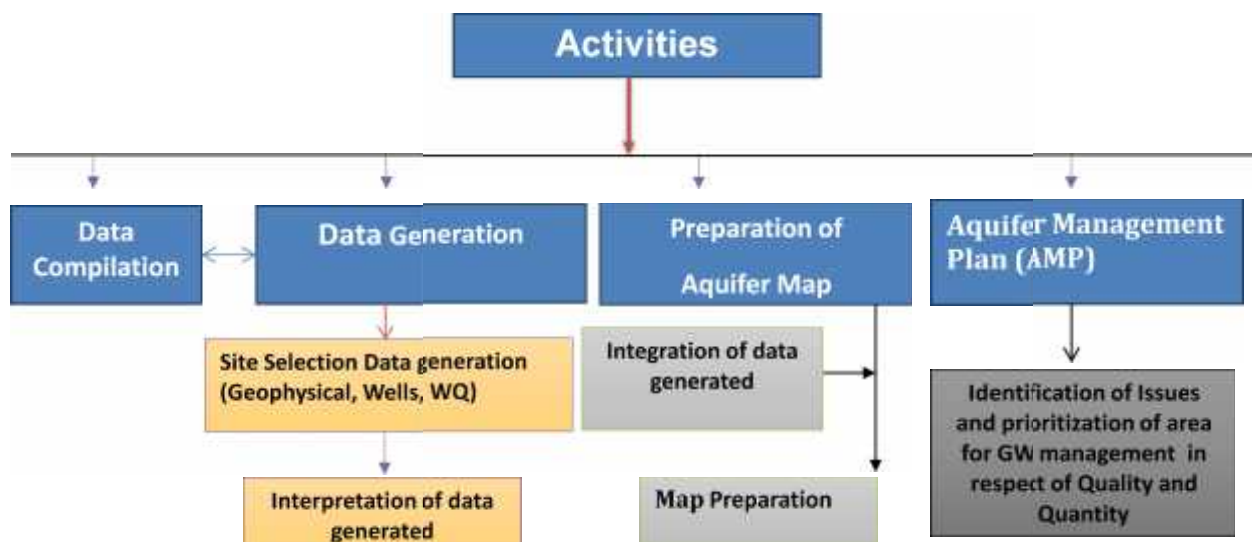 Activities
Data
Compilation
Data Generation
Preparation of
Aquifer Map
Aquifer Management
Plan (AMP)
Site Selection Data generation
(Geophysical, Wells, WQ)
Interpretation of data
generated
Integration of data
generated
Map Preparation
Identification of Issues
and prioritization of area
for GW management in
respect of Quality and
Quantity